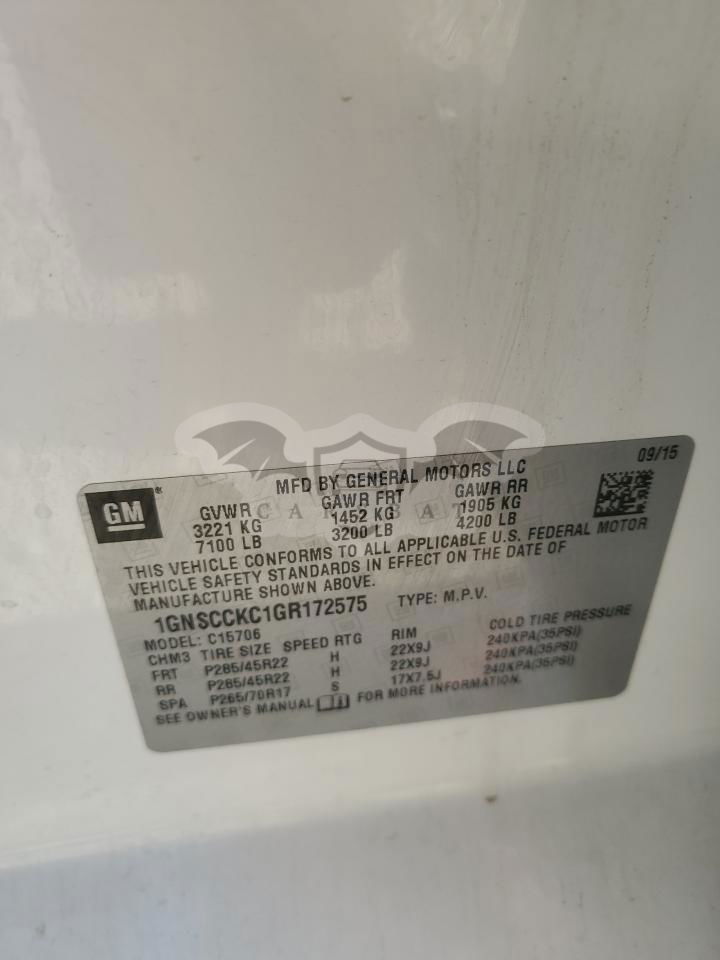 MFD BY GENERAL MOTORS LLC
09/15
GM
GVWR GAWR FRT GAWR RR
3221 KG 1452 KG 1905 KG
7100 LB 3200 LB 4200 LB
THIS VEHICLE CONFORMS TO ALL APPLICABLE U.S. FEDERAL MOTOR
VEHICLE SAFETY STANDARDS IN EFFECT ON THE DATE OF
MANUFACTURE SHOWN ABOVE.
1GNSCCKC1GR172575 TYPE: M.P.V.
MODEL: C15706
CHM3 TIRE SIZE SPEED RTG RIM COLD TIRE PRESSURE
FRT P285/45R22 H 22X9J 240KPA(35PSI)
RR P285/45R22 H 22X9J 240KPA(35PSI)
SPA P265/70R17 S 17X7.5J 240KPA(35PSI)
SEE OWNER'S MANUAL FOR MORE INFORMATION.